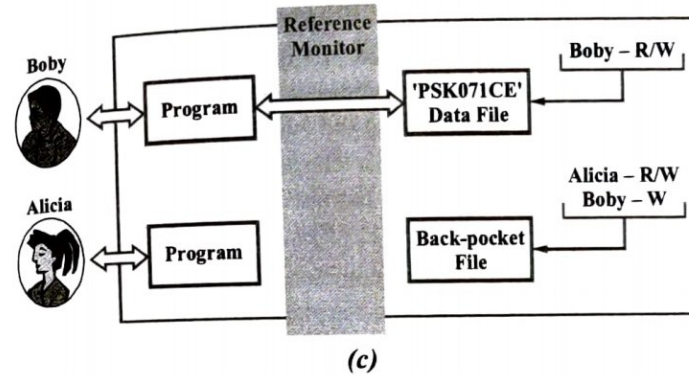 Reference
Monitor
Boby
Boby – R/W
Program
'PSK071CE'
Data File
Alicia
Alicia – R/W
Boby – W
Program
Back-pocket
File
(c)